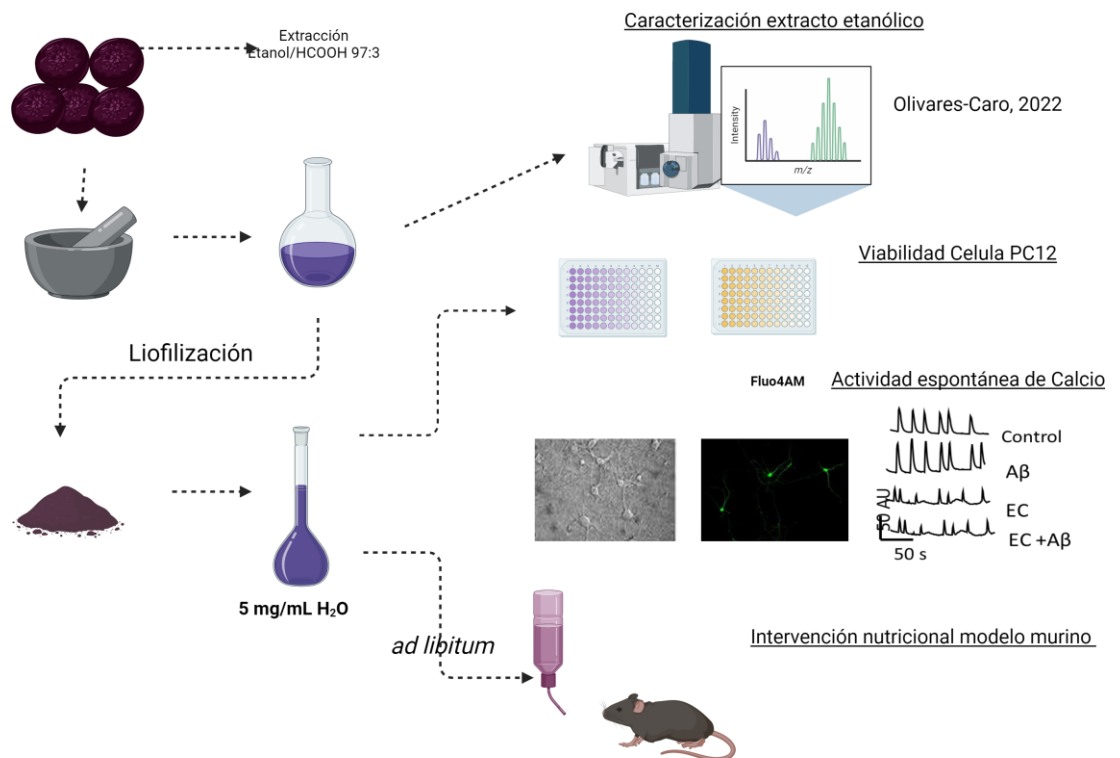 Extracción
Etanol/HCOOH 97:3
Caracterización extracto etanólico
Intensity
m/z
Olivares-Caro, 2022
Viabilidad Celula PC12
Liofilización
5 mg/mL H₂O
Fluo4AM
Actividad espontánea de Calcio
Control
Aβ
EC
EC +Aβ
50 AU
50 s
ad libitum
Intervención nutricional modelo murino